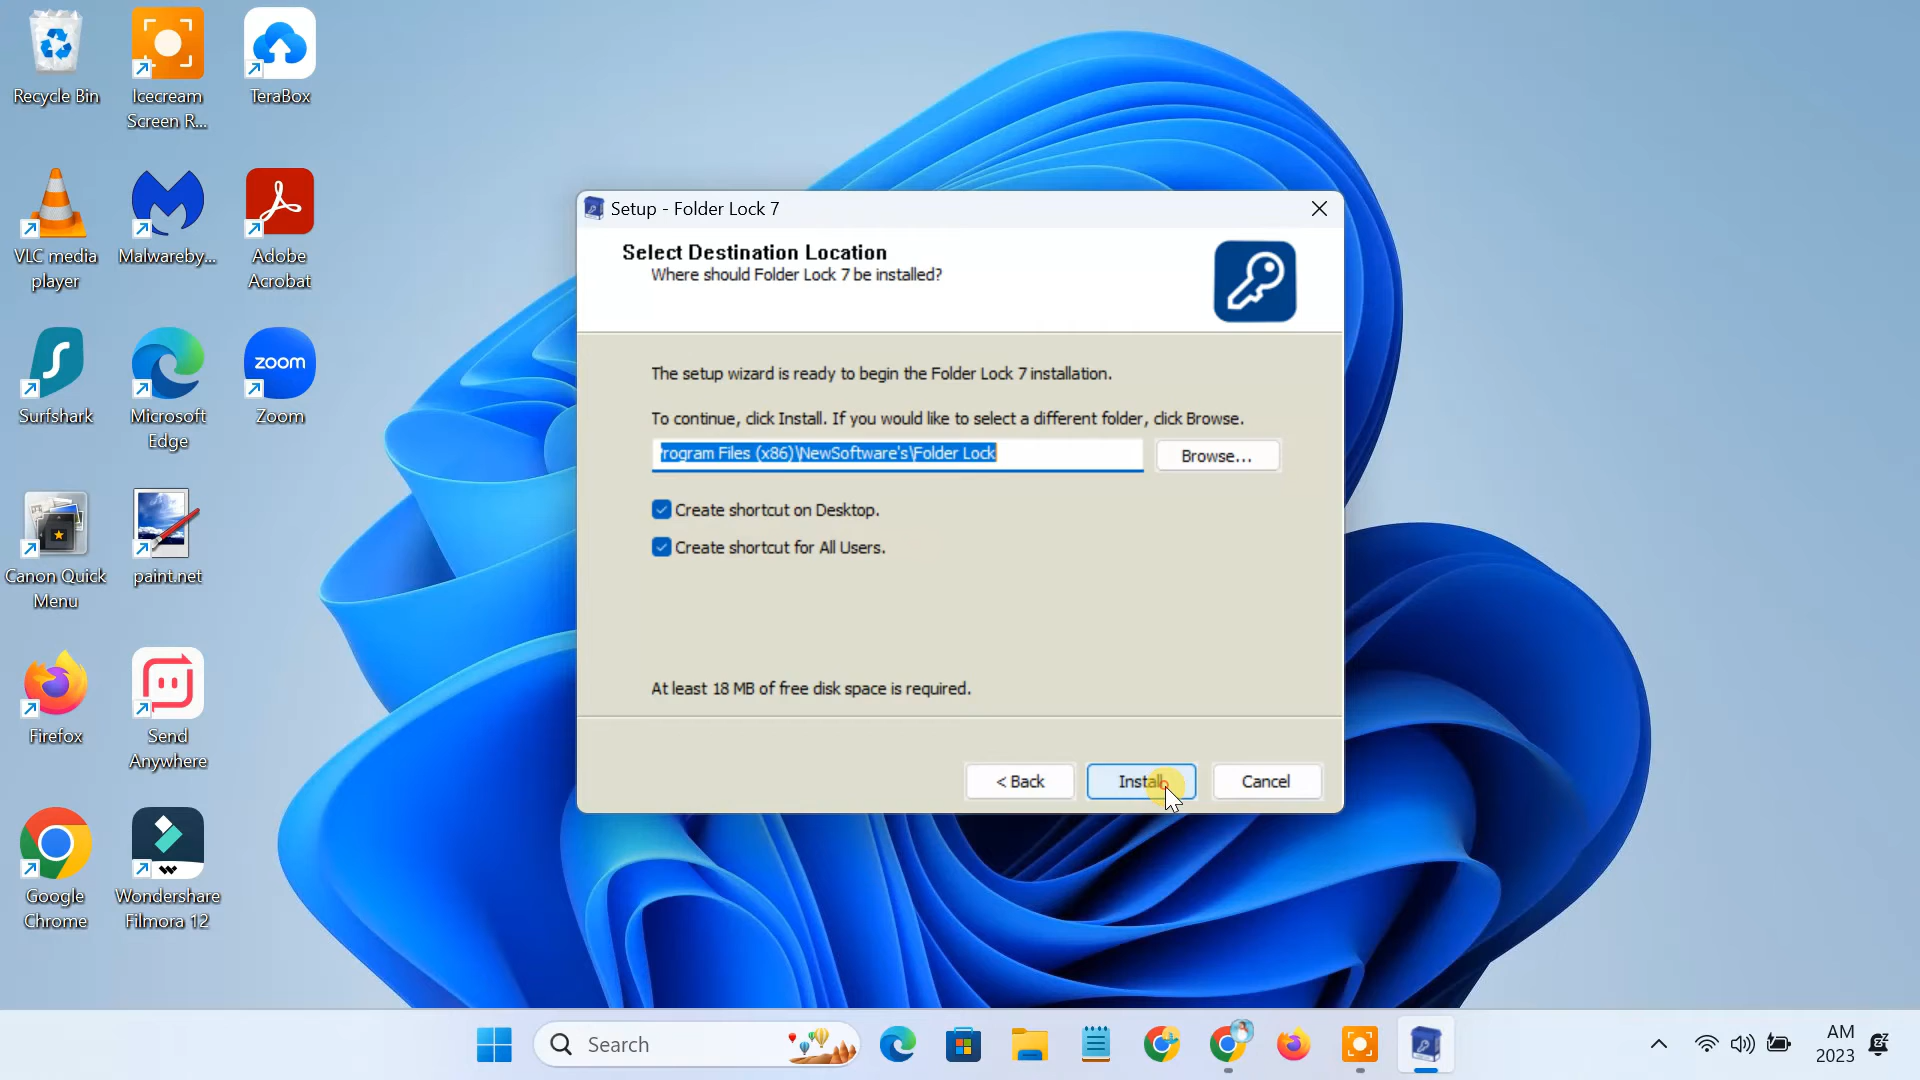 Recycle Bin
Icecream
Screen R...
TeraBox
VLC media
player
Malwareby...
Adobe
Acrobat
Surfshark
Microsoft
Edge
zoom
Zoom
Canon Quick
Menu
paint.net
Firefox
Send
Anywhere
Google
Chrome
Wondershare
Filmora 12
Setup - Folder Lock 7
Select Destination Location
Where should Folder Lock 7 be installed?
The setup wizard is ready to begin the Folder Lock 7 installation.
To continue, click Install. If you would like to select a different folder, click Browse.
rogram Files (x86)\NewSoftware's\Folder Lock
Browse...
Create shortcut on Desktop.
Create shortcut for All Users.
At least 18 MB of free disk space is required.
< Back
Install
Cancel
Search
AM
2023